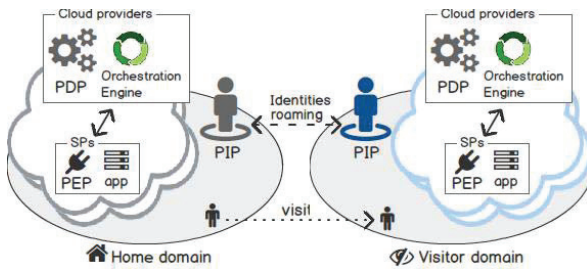 Cloud providers
PDP
Orchestration
Engine
SPs
PEP
app
PIP
Identities
roaming
PIP
Cloud providers
PDP
Orchestration
Engine
SPs
PEP
app
visit
Home domain
Visitor domain